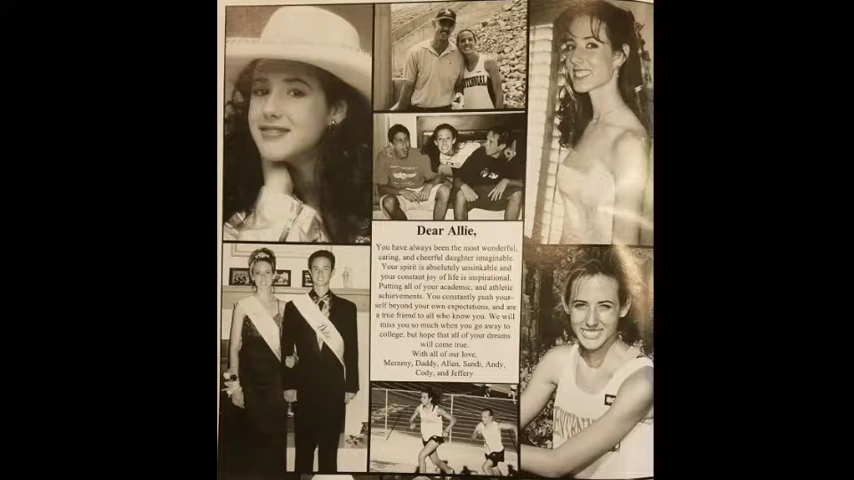 CENTENNIAL
Dear Allie,
You have always been the most wonderful,
caring, and cheerful daughter imaginable.
Your spirit is absolutely unsinkable and
your constant joy of life is inspirational.
Putting all of your academic, and athletic
achievements. You constantly push your-
self beyond your own expectations, and are
a true friend to all who know you. We will
miss you so much when you go away to
college, but hope that all of your dreams
will come true.
With all of our love,
Mommy, Daddy, Allen, Sandi, Andy,
Cody, and Jeffery
CENTENNIAL